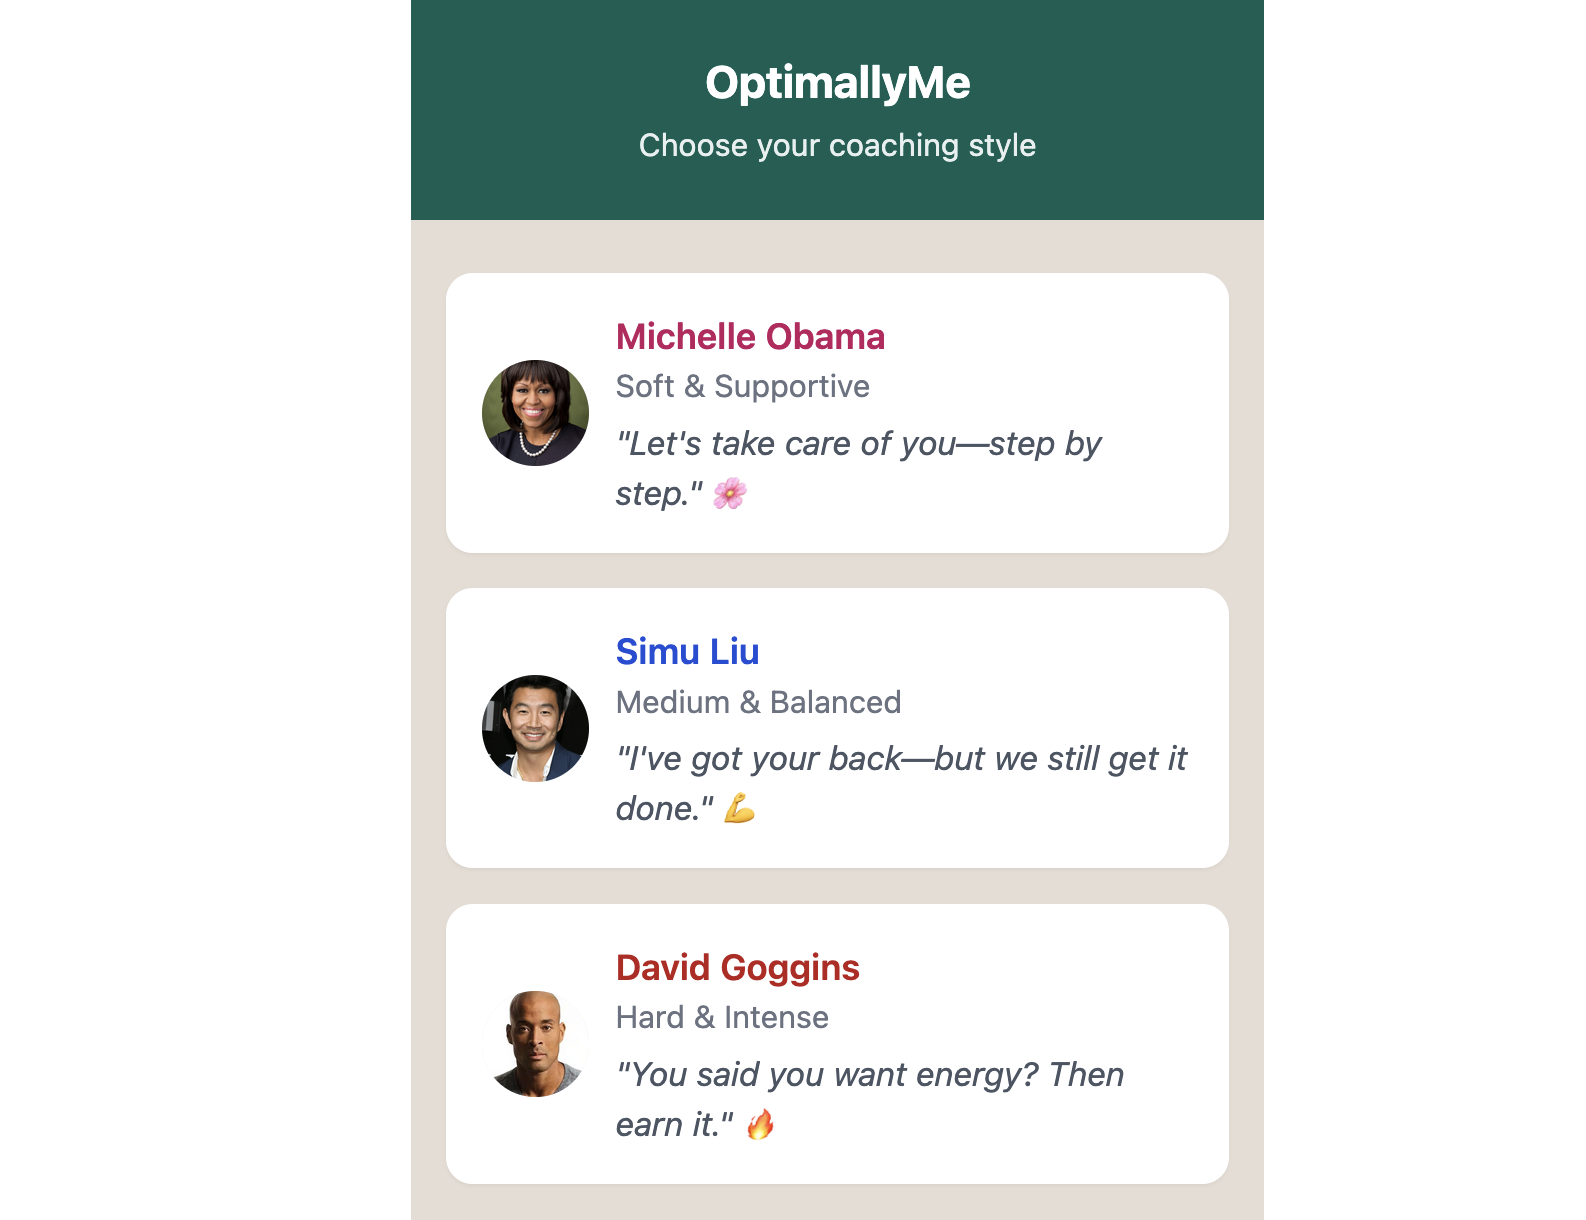 OptimallyMe
Choose your coaching style
Michelle Obama
Soft & Supportive
"Let's take care of you—step by
step." 🌸
Simu Liu
Medium & Balanced
"I've got your back—but we still get it
done." 💪
David Goggins
Hard & Intense
"You said you want energy? Then
earn it." 🔥